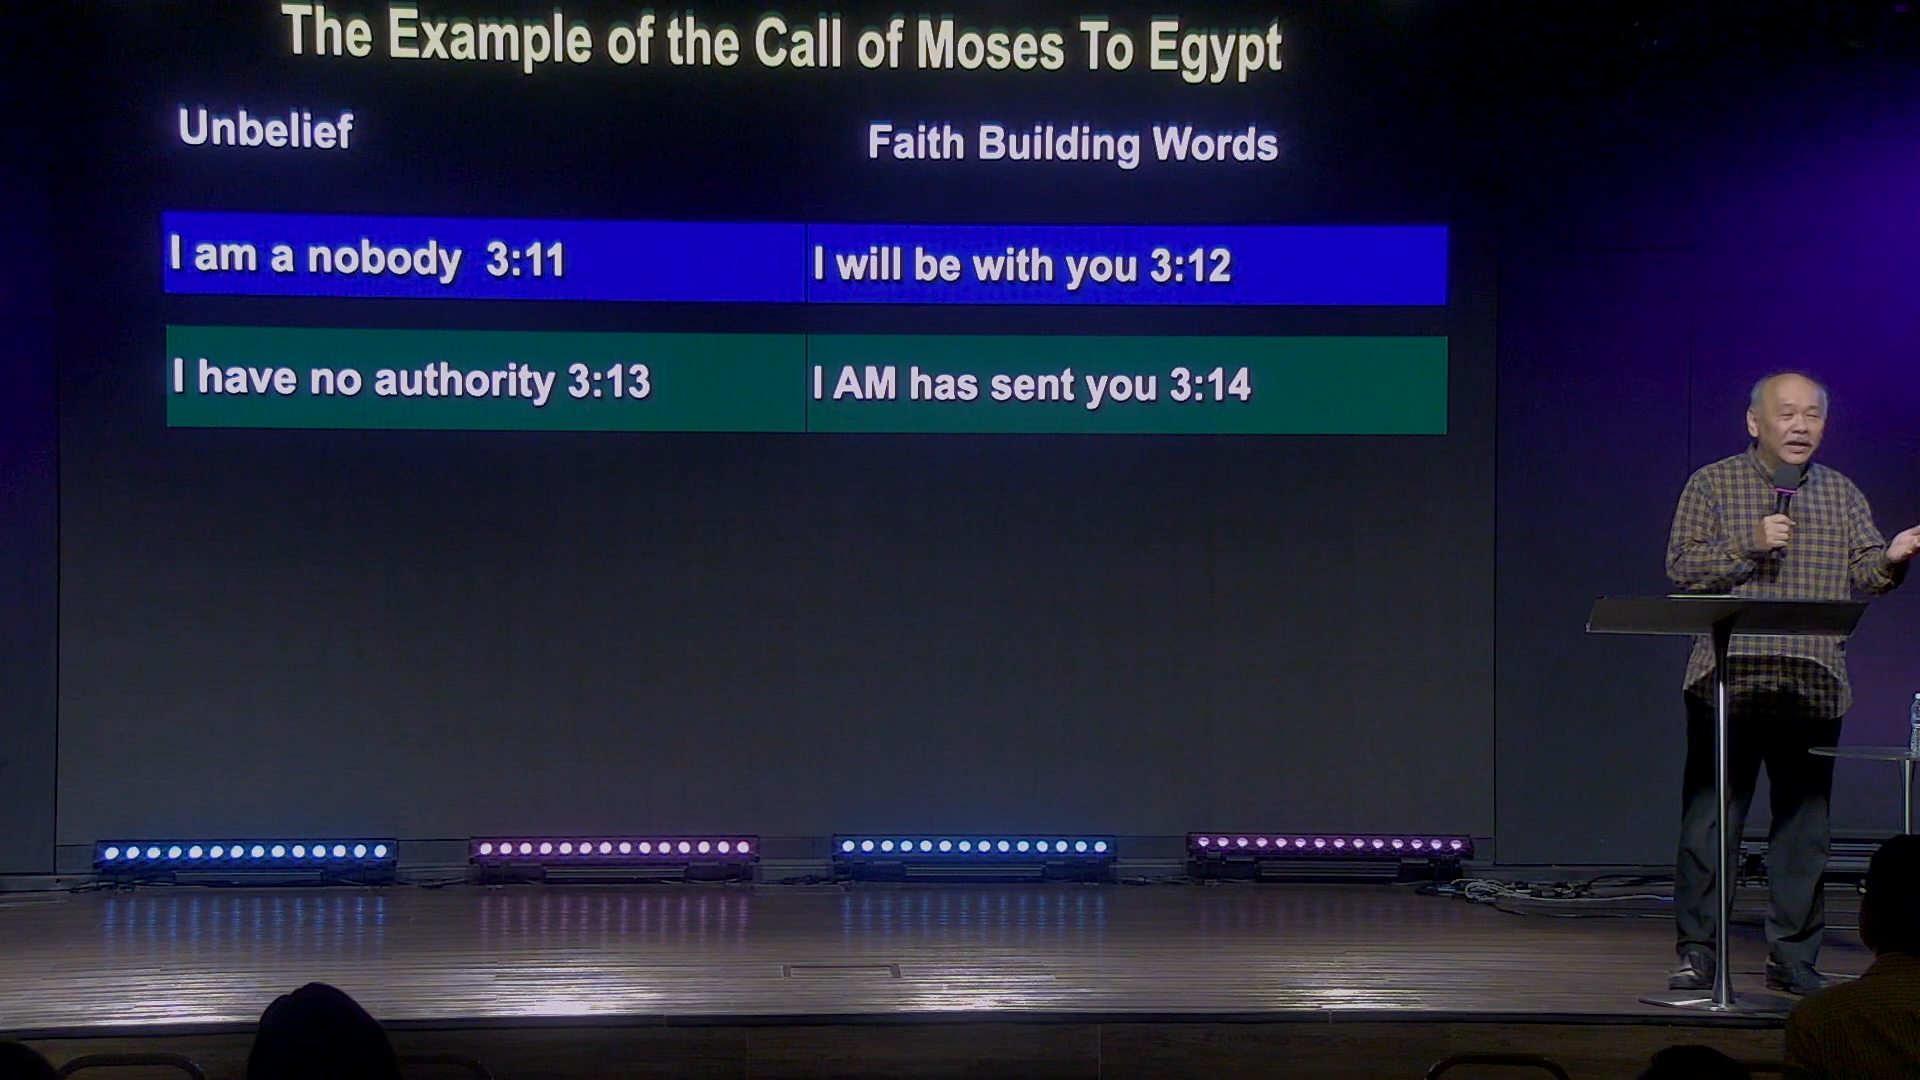 The Example of the Call of Moses To Egypt
Unbelief
Faith Building Words
I am a nobody 3:11
I will be with you 3:12
I have no authority 3:13
I AM has sent you 3:14